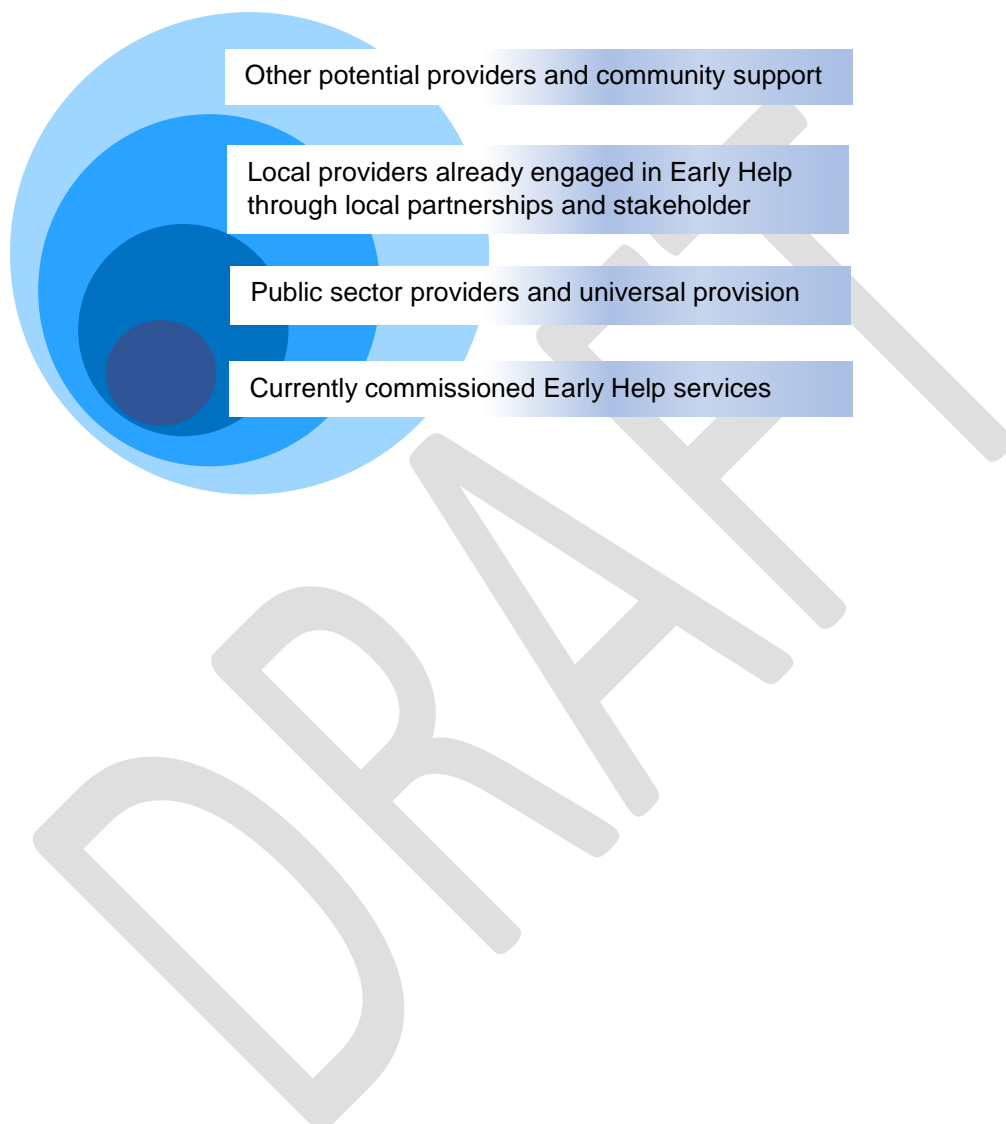 Other potential providers and community support
Local providers already engaged in Early Help
through local partnerships and stakeholder
Public sector providers and universal provision
Currently commissioned Early Help services
DRAFT